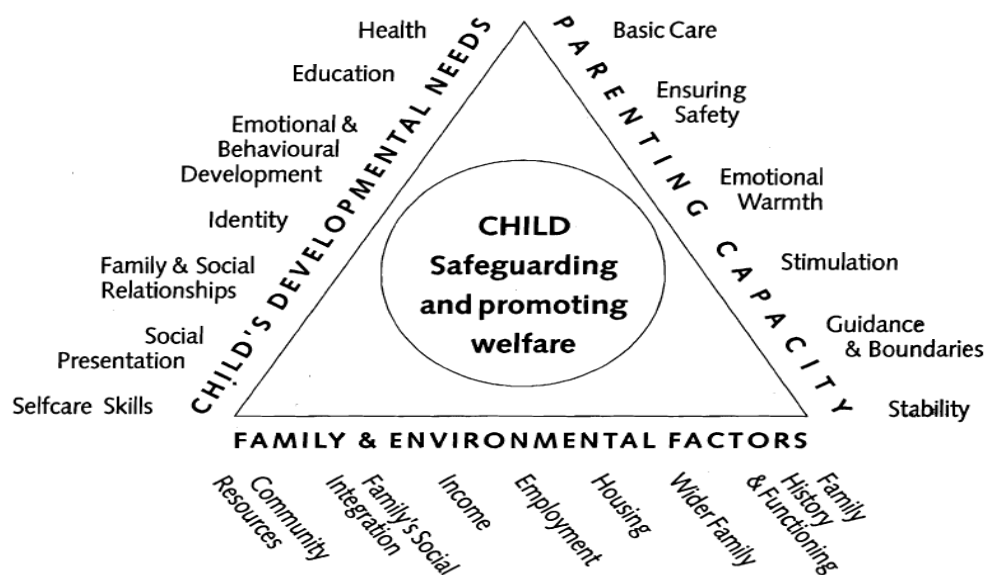 Health
Education
Emotional &
Behavioural
Development
Identity
Family & Social
Relationships
Social
Presentation
Selfcare Skills
CHILD'S DEVELOPMENTAL NEEDS
CHILD
Safeguarding
and promoting
welfare
PARENTING CAPACITY
Basic Care
Ensuring
Safety
Emotional
Warmth
Stimulation
Guidance
& Boundaries
Stability
FAMILY & ENVIRONMENTAL FACTORS
Community
Resources
Family's Social
Integration
Income
Employment
Housing
Wider Family
Family
History
& Functioning